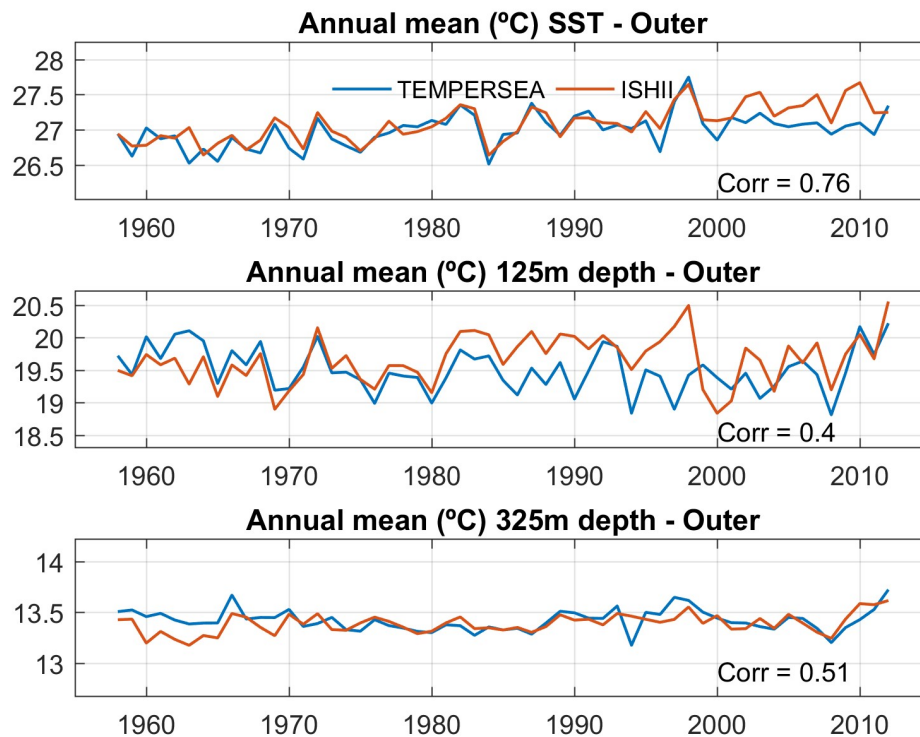 Annual mean (ºC) SST - Outer
28
27.5
27
26.5
TEMPERSEA ISHII
Corr = 0.76
1960 1970 1980 1990 2000 2010
Annual mean (ºC) 125m depth - Outer
20.5
20
19.5
19
18.5
Corr = 0.4
1960 1970 1980 1990 2000 2010
Annual mean (ºC) 325m depth - Outer
14
13.5
13
Corr = 0.51
1960 1970 1980 1990 2000 2010